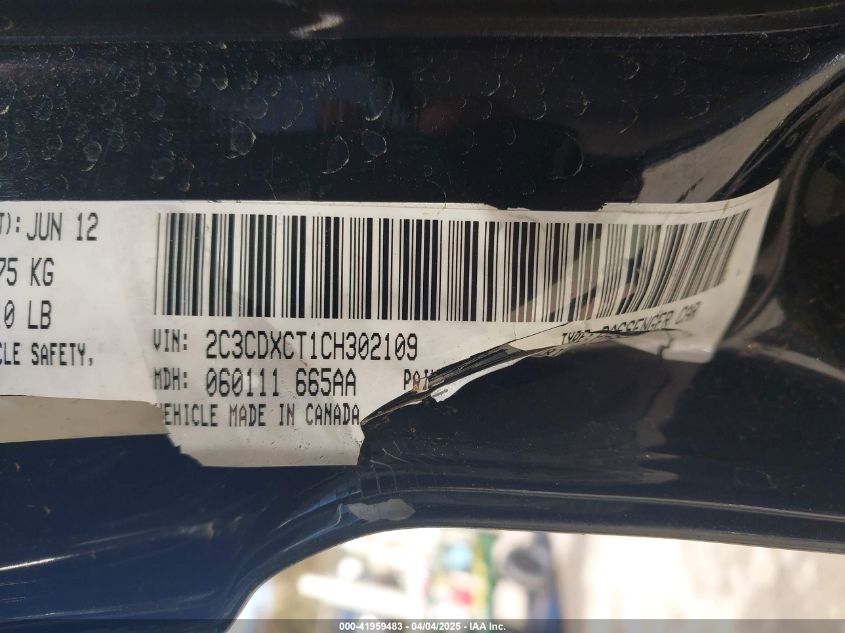 T): JUN 12
75 KG
0 LB
CLE SAFETY,
VIN: 2C3CDXCT1CH302109
TYPE: PASSENGER CAR
MDH: 060111 665AA
VEHICLE MADE IN CANADA
000-41959483 - 04/04/2025 - IAA Inc.